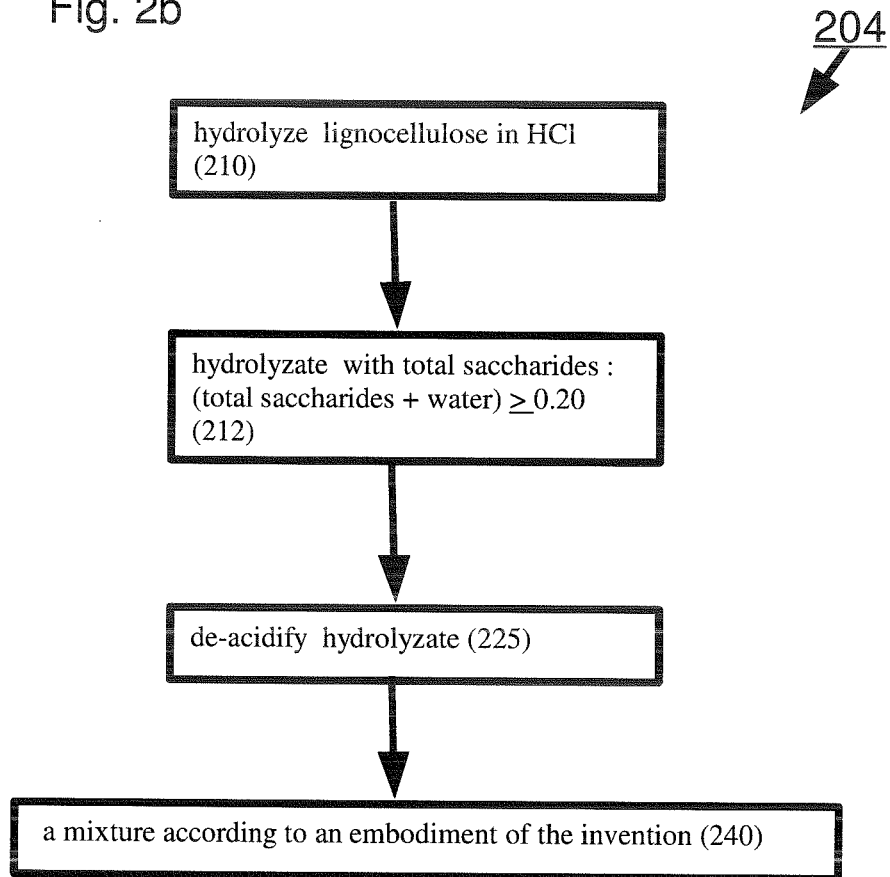 Fig. 2b
204
hydrolyze lignocellulose in HCl
(210)
hydrolyzate with total saccharides :
(total saccharides + water) ≥ 0.20
(212)
de-acidify hydrolyzate (225)
a mixture according to an embodiment of the invention (240)